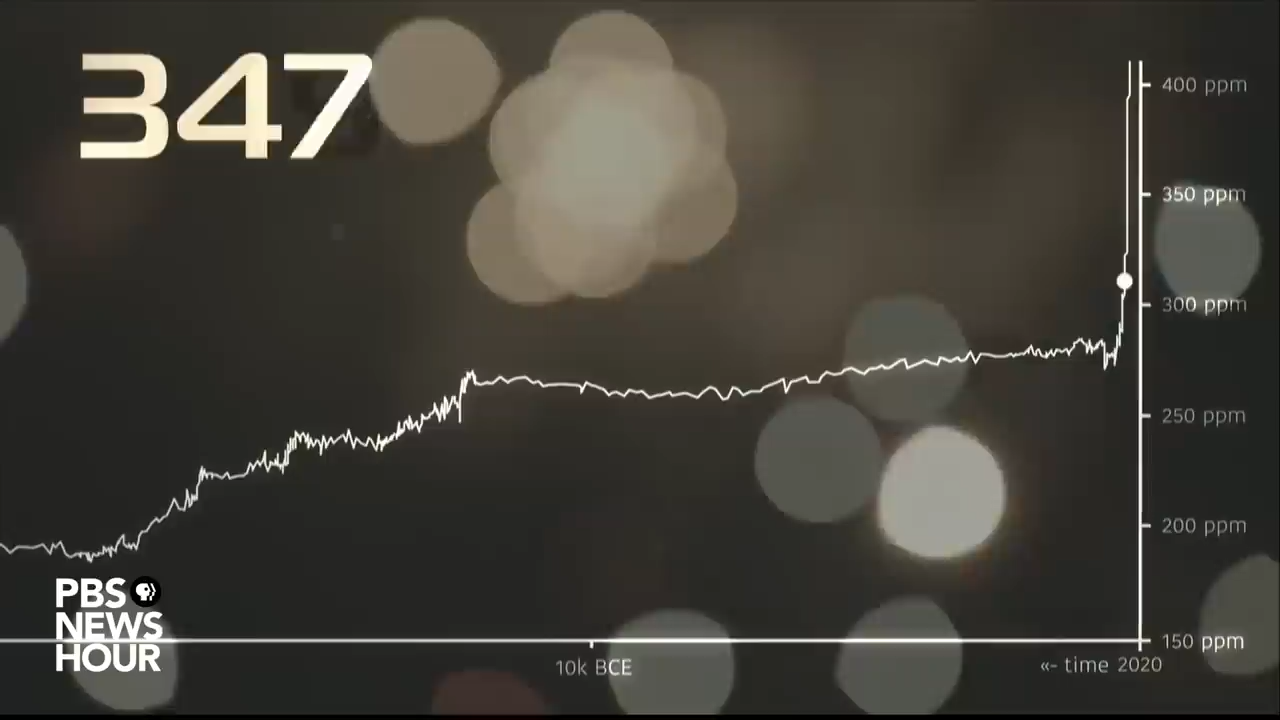 347
400 ppm
350 ppm
300 ppm
250 ppm
200 ppm
150 ppm
10k BCE
<- time 2020
PBS
NEWS
HOUR